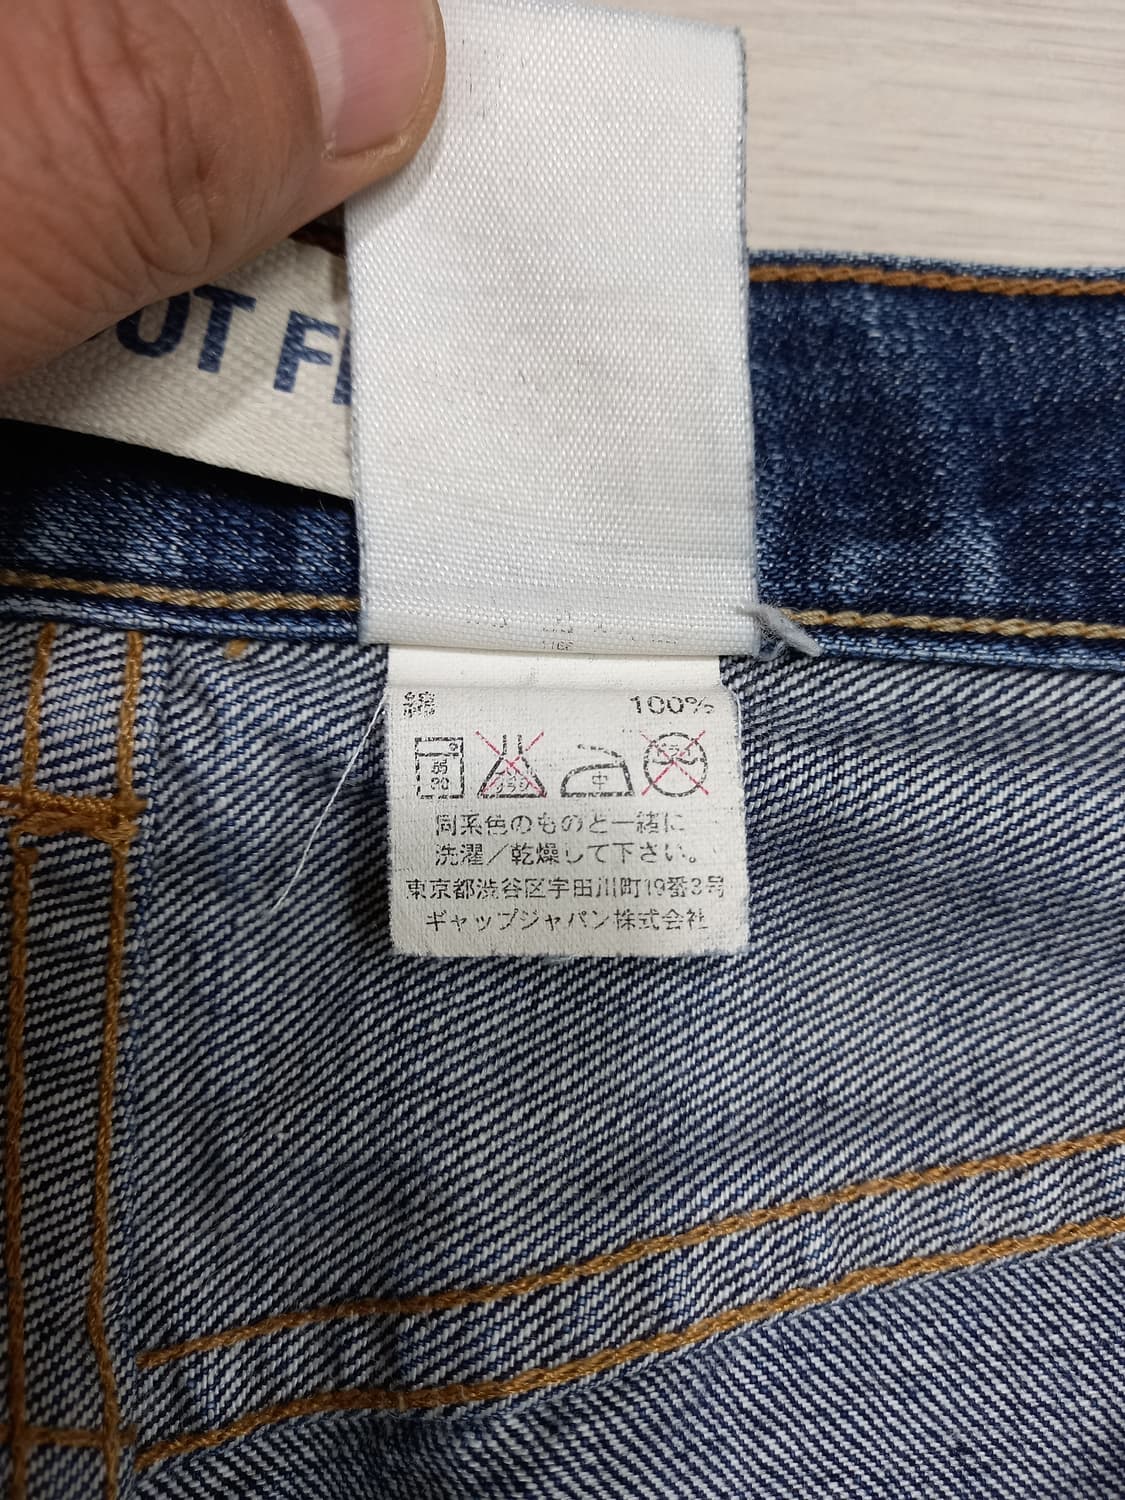 OT FI
綿 100%
中
同系色のものと一緒に
洗濯／乾燥して下さい。
東京都渋谷区宇田川町19番3号
ギャップジャパン株式会社